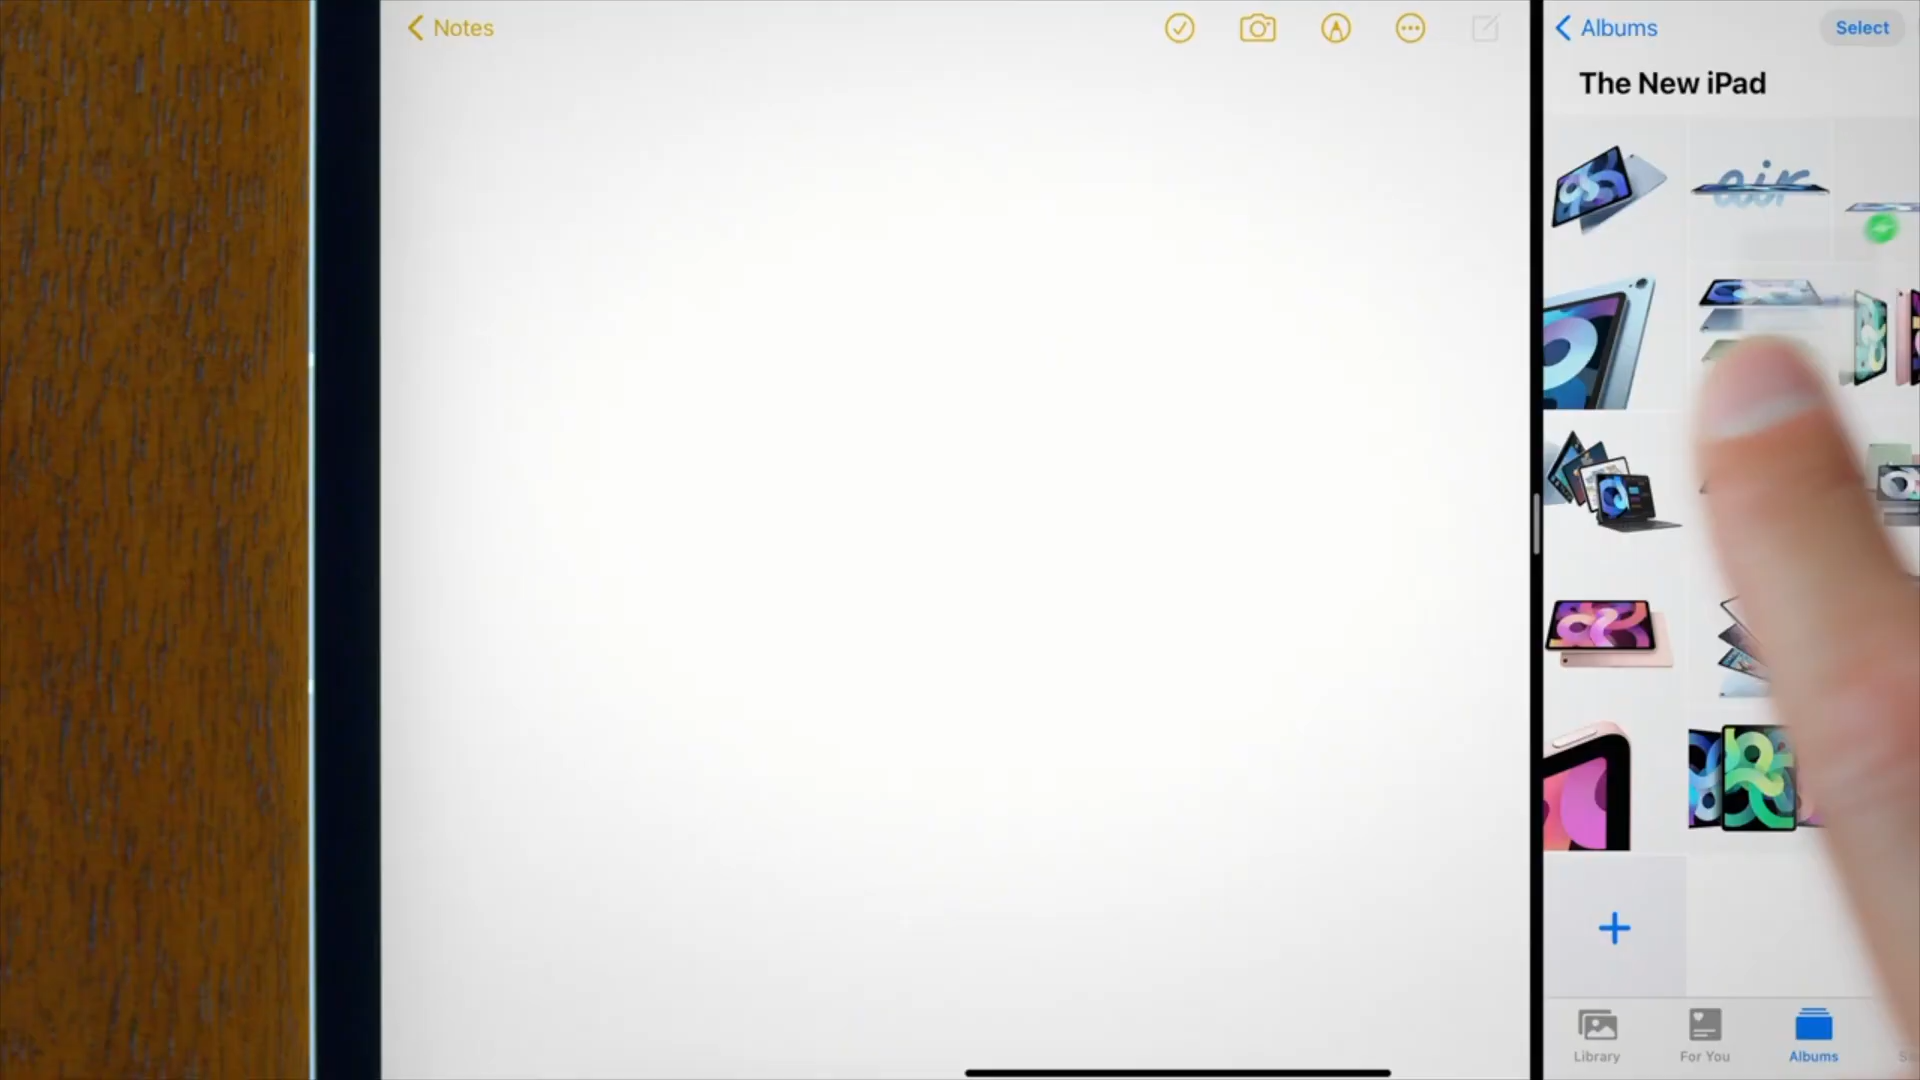 Notes
Albums
Select
The New iPad
air
Library
For You
Albums